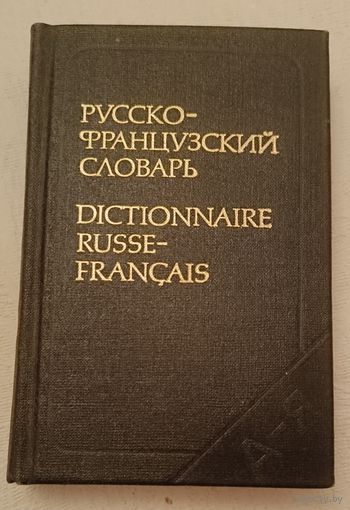 РУССКО-
ФРАНЦУЗСКИЙ
СЛОВАРЬ
DICTIONNAIRE
RUSSE-
FRANÇAIS
А-Я